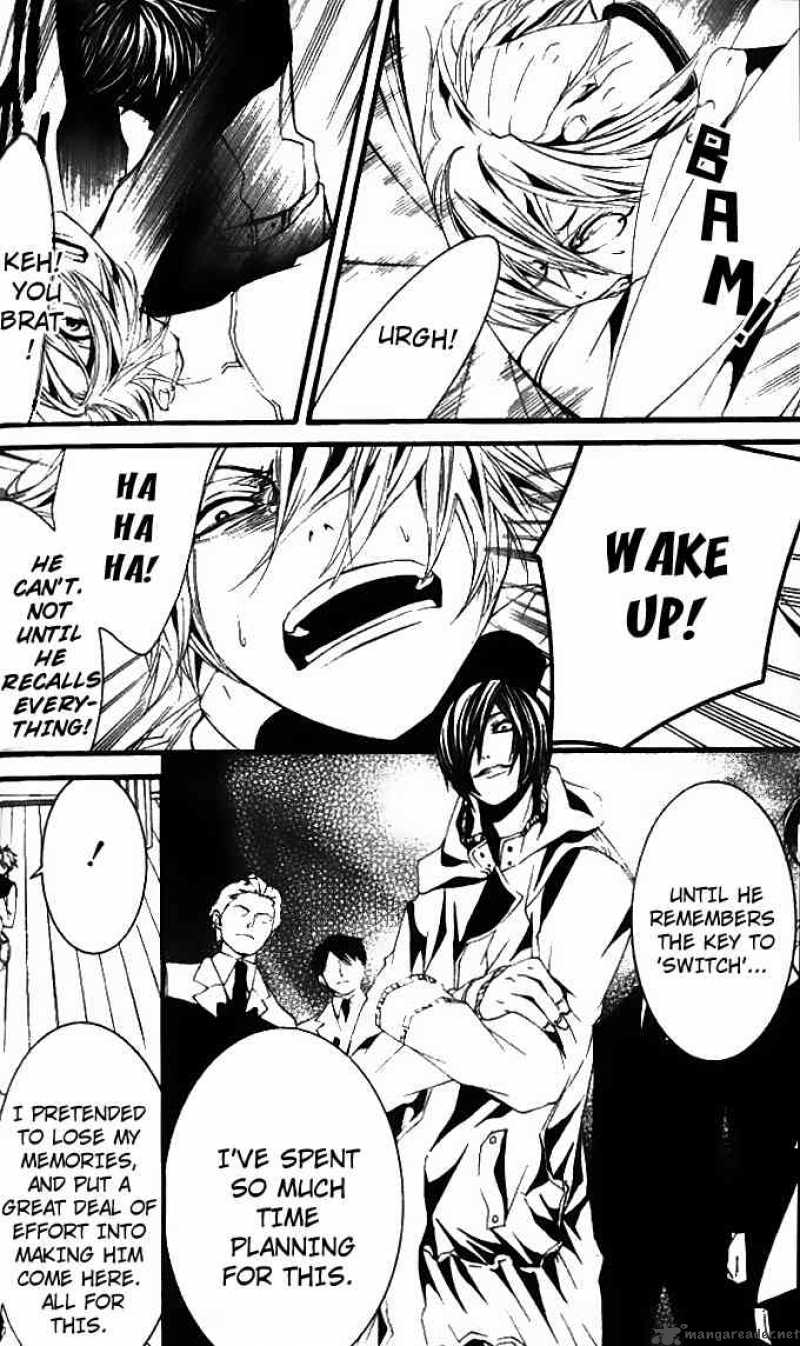 BAM!
URGH!
KEH!
YOU
BRAT
!
WAKE
UP!
HA
HA
HA!
HE
CAN'T.
NOT
UNTIL
HE
RECALLS
EVERY-
THING!
UNTIL HE
REMEMBERS
THE KEY TO
'SWITCH'...
I'VE SPENT
SO MUCH
TIME
PLANNING
FOR THIS.
!
I PRETENDED
TO LOSE MY
MEMORIES,
AND PUT A
GREAT DEAL OF
EFFORT INTO
MAKING HIM
COME HERE.
ALL FOR
THIS.
mangareader.net